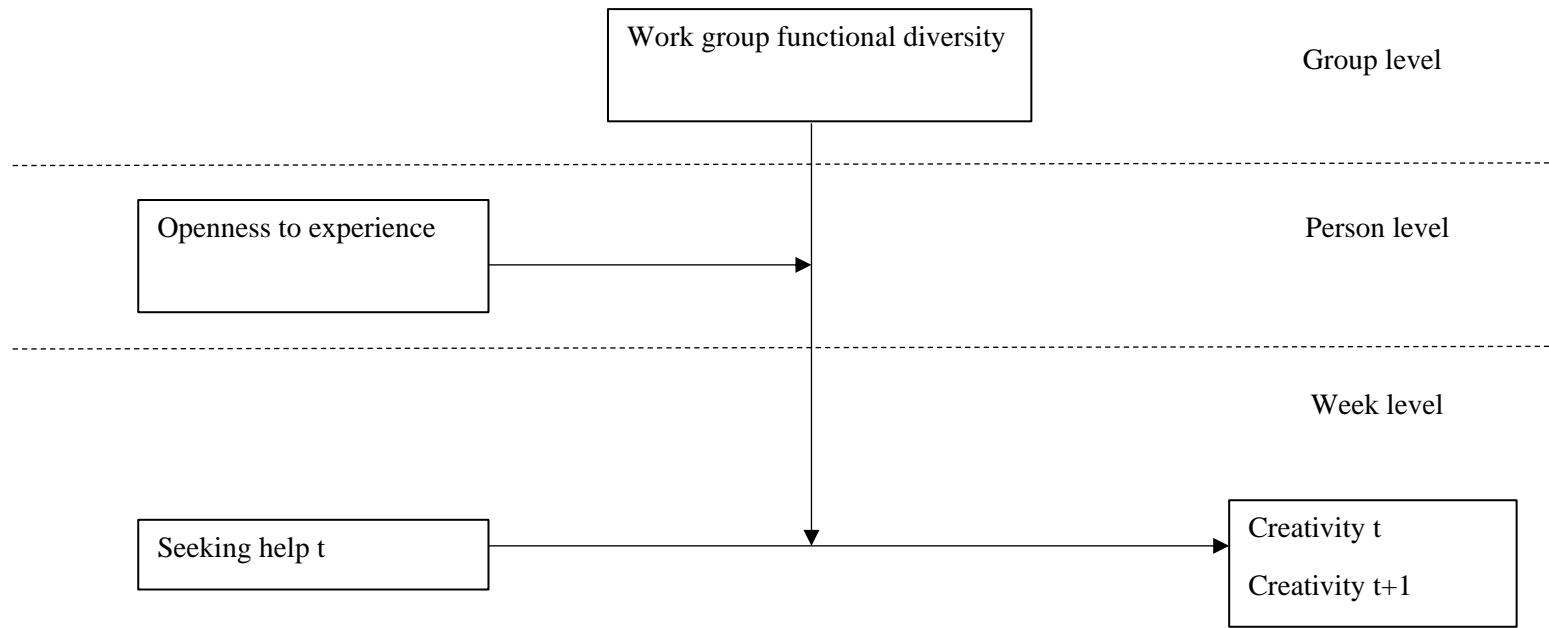 Work group functional diversity
Group level
Openness to experience
Person level
Week level
Seeking help t
Creativity t
Creativity t+1